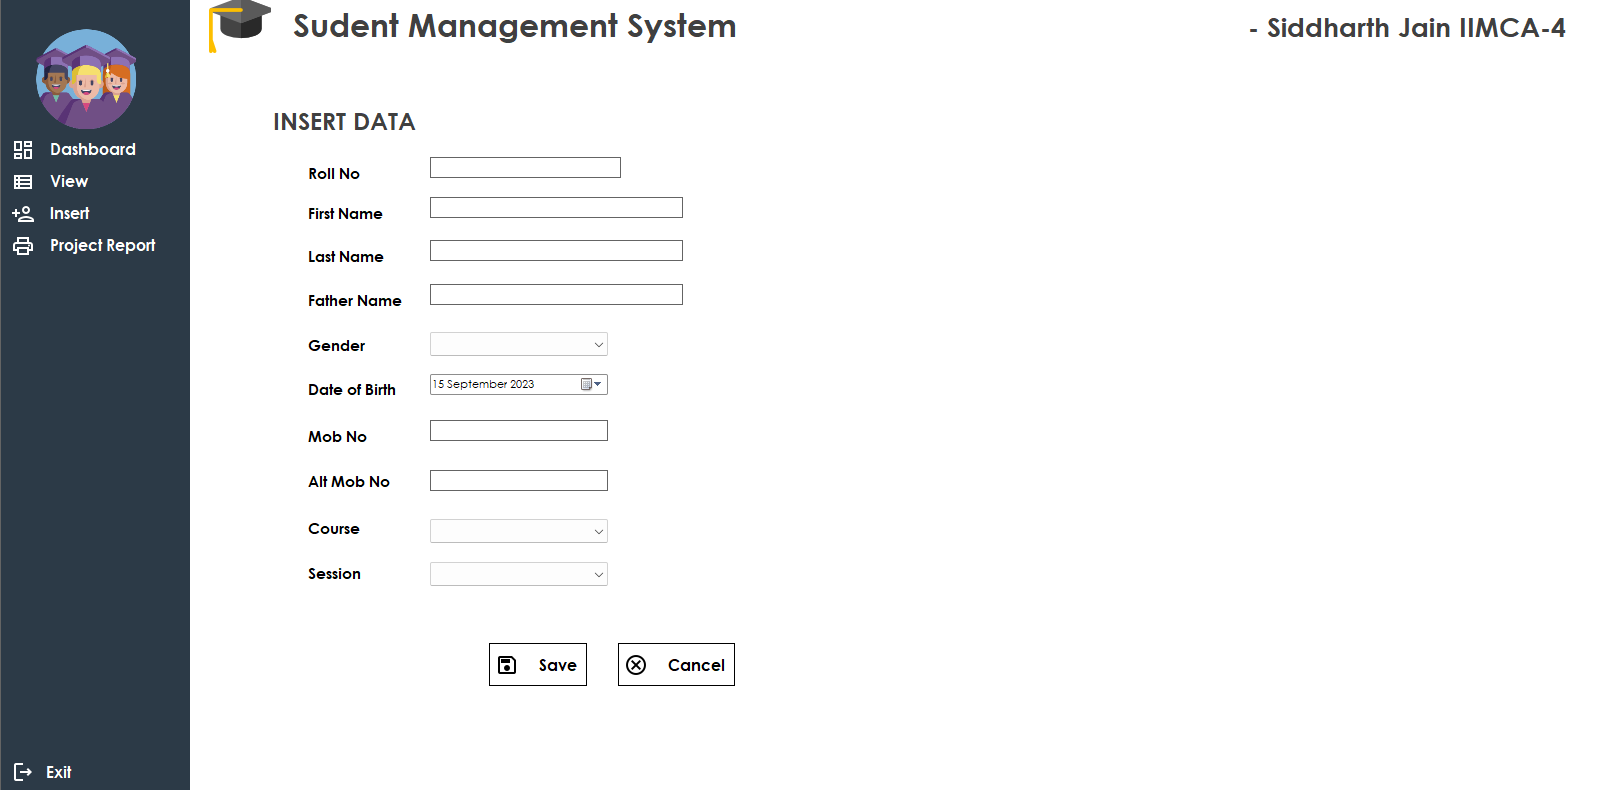 Sudent Management System
- Siddharth Jain IIMCA-4
Dashboard
View
Insert
Project Report
Exit
INSERT DATA
Roll No
First Name
Last Name
Father Name
Gender
Date of Birth 15 September 2023
Mob No
Alt Mob No
Course
Session
Save Cancel